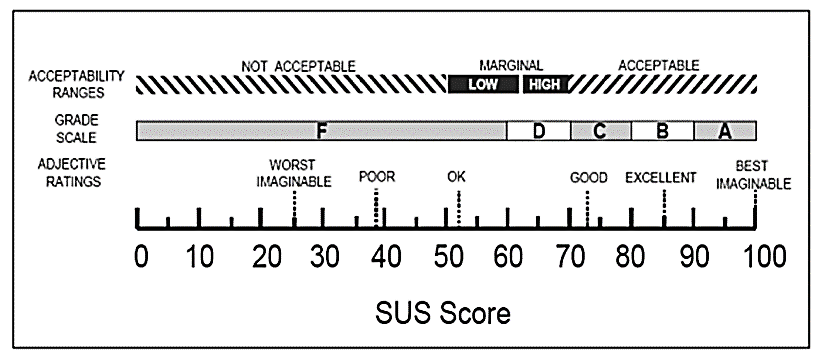 NOT ACCEPTABLE MARGINAL ACCEPTABLE
ACCEPTABILITY RANGES
LOW HIGH
GRADE SCALE
F D C B A
ADJECTIVE RATINGS
WORST IMAGINABLE POOR OK GOOD EXCELLENT BEST IMAGINABLE
0 10 20 30 40 50 60 70 80 90 100
SUS Score